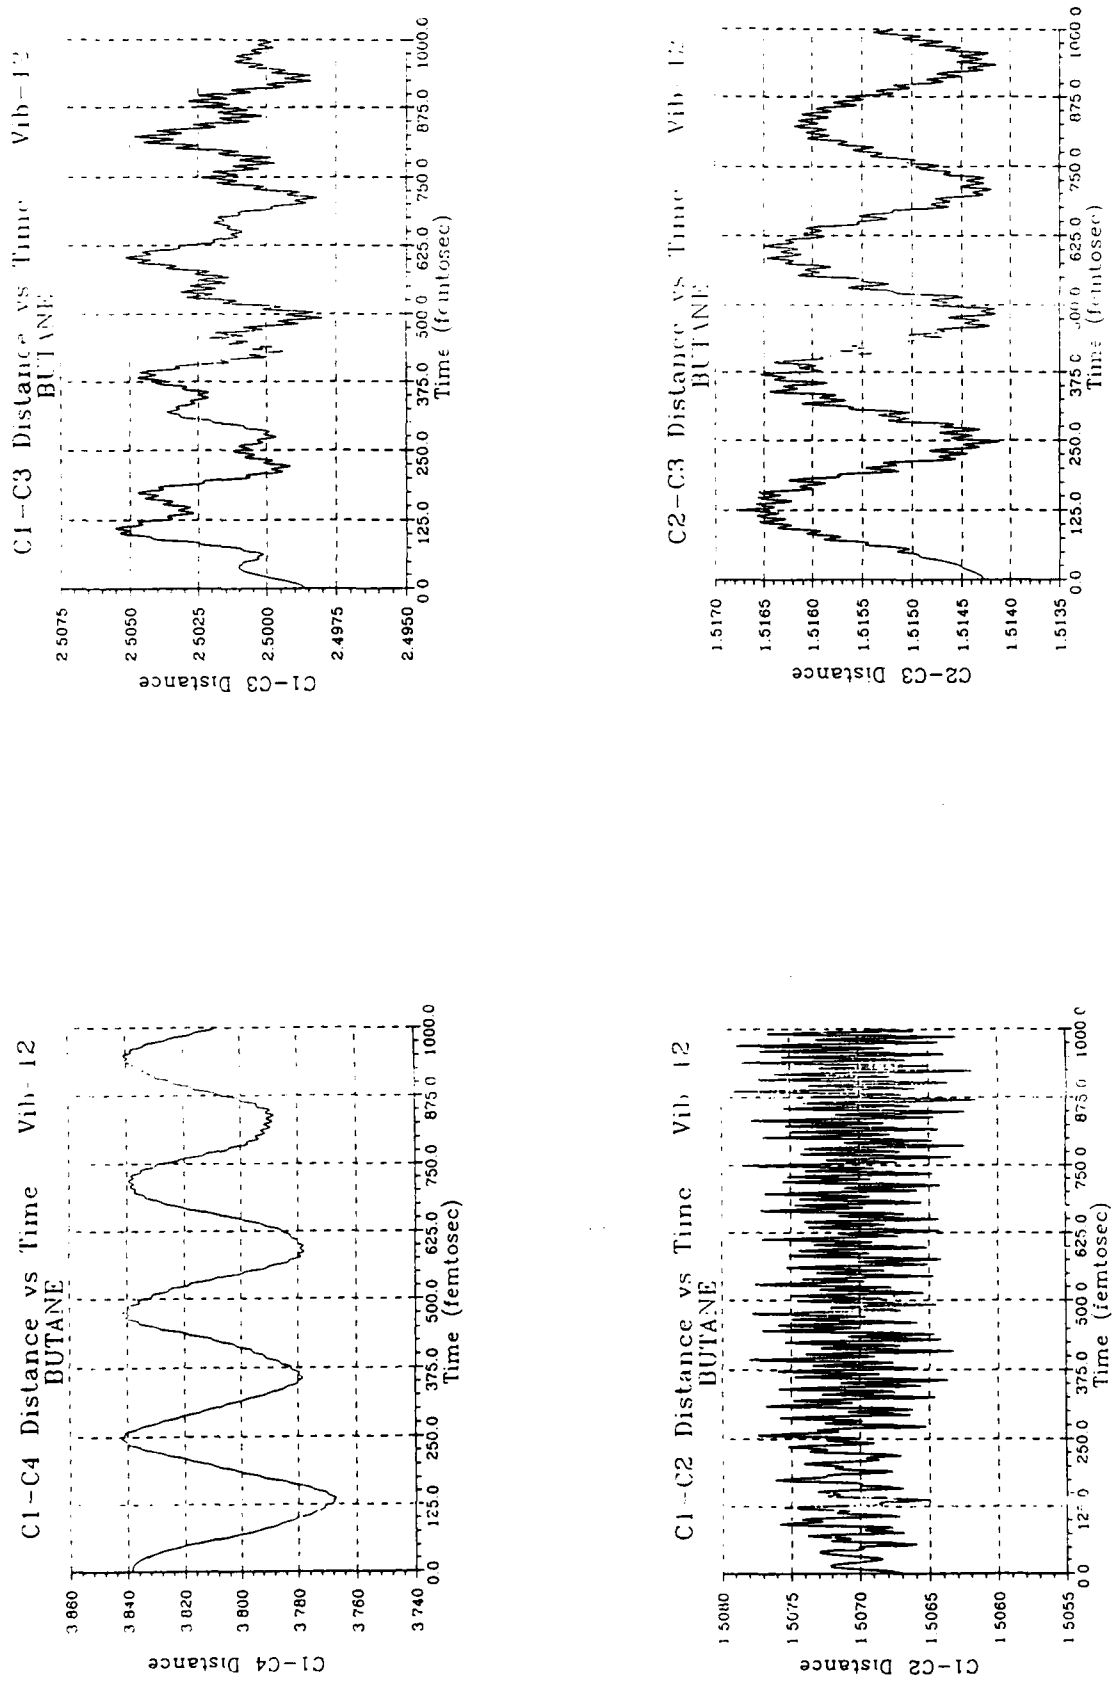 C1-C4 Distance vs Time Vib 12
BUTANE
3.860
3.840
3.820
3.800
3.780
3.760
3.740
C1-C4 Distance
0.0 125.0 250.0 375.0 500.0 625.0 750.0 875.0 1000.0
Time (femtosec)
C1-C3 Distance vs Time Vib-12
BUTANE
2.5075
2.5050
2.5025
2.5000
2.4975
2.4950
C1-C3 Distance
0.0 125.0 250.0 375.0 500.0 625.0 750.0 875.0 1000.0
Time (femtosec)
C1-C2 Distance vs Time Vib 12
BUTANE
1.5080
1.5075
1.5070
1.5065
1.5060
1.5055
C1-C2 Distance
0.0 250.0 375.0 500.0 625.0 750.0 875.0 1000.0
Time (femtosec)
C2-C3 Distance vs Time Vib 12
BUTANE
1.5170
1.5165
1.5160
1.5155
1.5150
1.5145
1.5140
1.5135
C2-C3 Distance
0.0 125.0 250.0 375.0 625.0 750.0 875.0 1000.0
Time (femtosec)